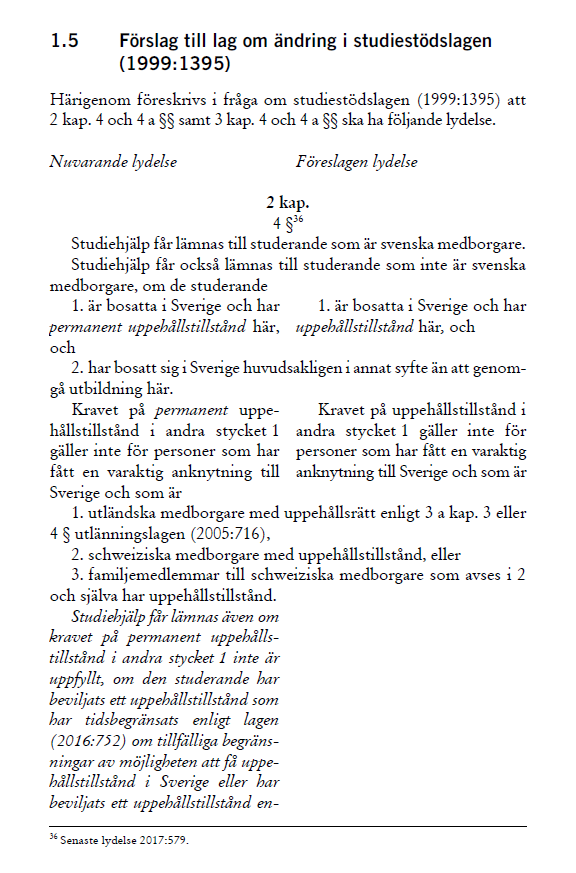 1.5 Förslag till lag om ändring i studiestödslagen
(1999:1395)
Härigenom föreskrivs i fråga om studiestödslagen (1999:1395) att
2 kap. 4 och 4 a §§ samt 3 kap. 4 och 4 a §§ ska ha följande lydelse.
Nuvarande lydelse
Föreslagen lydelse
2 kap.
4 §36
Studiehjälp får lämnas till studerande som är svenska medborgare.
Studiehjälp får också lämnas till studerande som inte är svenska
medborgare, om de studerande
1. är bosatta i Sverige och har
permanent uppehållstillstånd här,
och
1. är bosatta i Sverige och har
uppehållstillstånd här, och
2. har bosatt sig i Sverige huvudsakligen i annat syfte än att genom-
gå utbildning här.
Kravet på permanent uppe-
hållstillstånd i andra stycket 1
gäller inte för personer som har
fått en varaktig anknytning till
Sverige och som är
Kravet på uppehållstillstånd i
andra stycket 1 gäller inte för
personer som har fått en varaktig
anknytning till Sverige och som är
1. utländska medborgare med uppehållsrätt enligt 3 a kap. 3 eller
4 § utlänningslagen (2005:716),
2. schweiziska medborgare med uppehållstillstånd, eller
3. familjemedlemmar till schweiziska medborgare som avses i 2
och själva har uppehållstillstånd.
Studiehjälp får lämnas även om
kravet på permanent uppehålls-
tillstånd i andra stycket 1 inte är
uppfyllt, om den studerande har
beviljats ett uppehållstillstånd som
har tidsbegränsats enligt lagen
(2016:752) om tillfälliga begräns-
ningar av möjligheten att få uppe-
hållstillstånd i Sverige eller har
beviljats ett uppehållstillstånd en-
36 Senaste lydelse 2017:579.